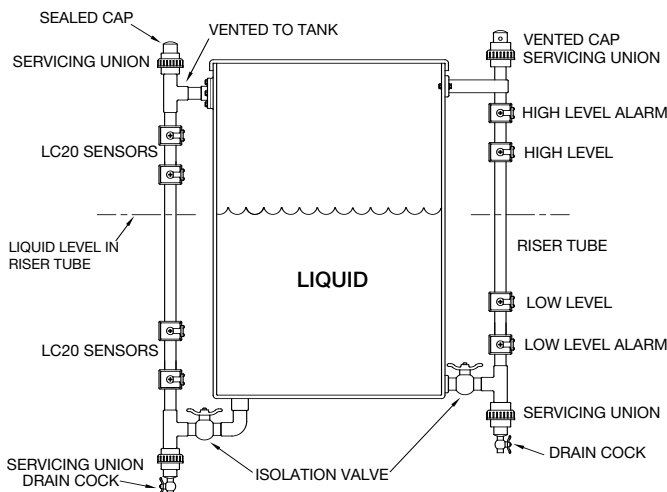 SEALED CAP
VENTED TO TANK
SERVICING UNION
VENTED CAP
SERVICING UNION
HIGH LEVEL ALARM
LC20 SENSORS
HIGH LEVEL
LIQUID LEVEL IN
RISER TUBE
RISER TUBE
LIQUID
LOW LEVEL
LC20 SENSORS
LOW LEVEL ALARM
SERVICING UNION
SERVICING UNION
DRAIN COCK
ISOLATION VALVE
DRAIN COCK